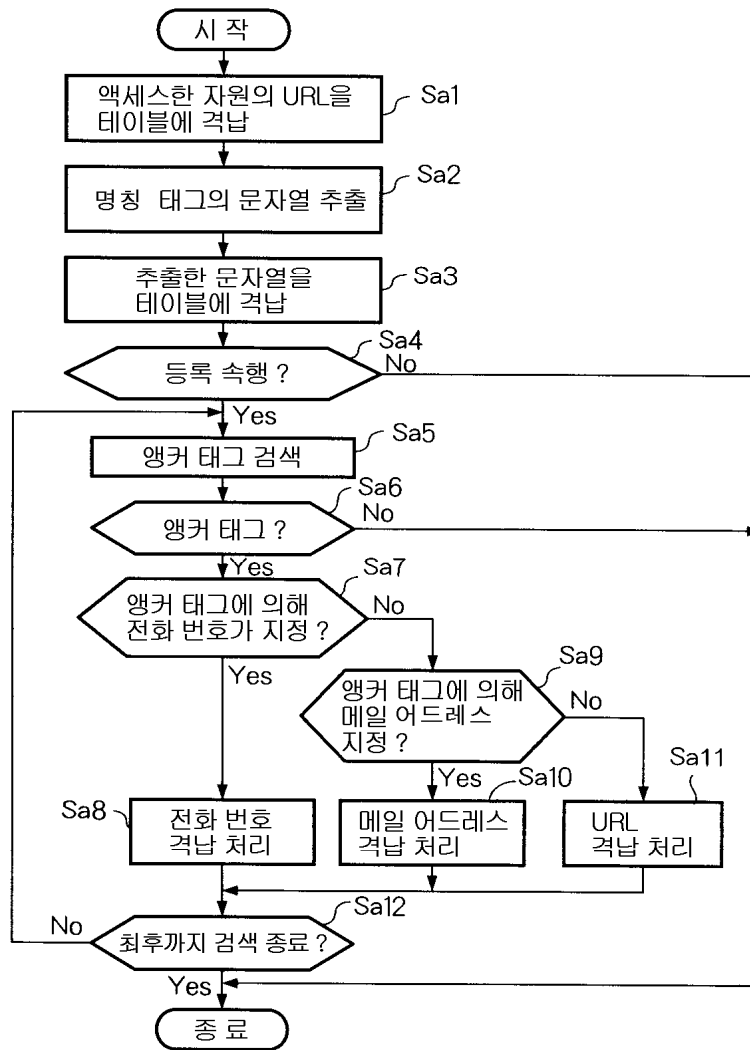 시 작
액세스한 자원의 URL을
테이블에 격납
Sa1
명칭 태그의 문자열 추출
Sa2
추출한 문자열을
테이블에 격납
Sa3
등록 속행 ?
Sa4
No
Yes
앵커 태그 검색
Sa5
앵커 태그 ?
Sa6
No
Yes
앵커 태그에 의해
전화 번호가 지정 ?
Sa7
No
Yes
앵커 태그에 의해
메일 어드레스
지정 ?
Sa9
No
Yes
Sa8
전화 번호
격납 처리
메일 어드레스
격납 처리
Sa10
URL
격납 처리
Sa11
최후까지 검색 종료 ?
Sa12
No
Yes
종 료